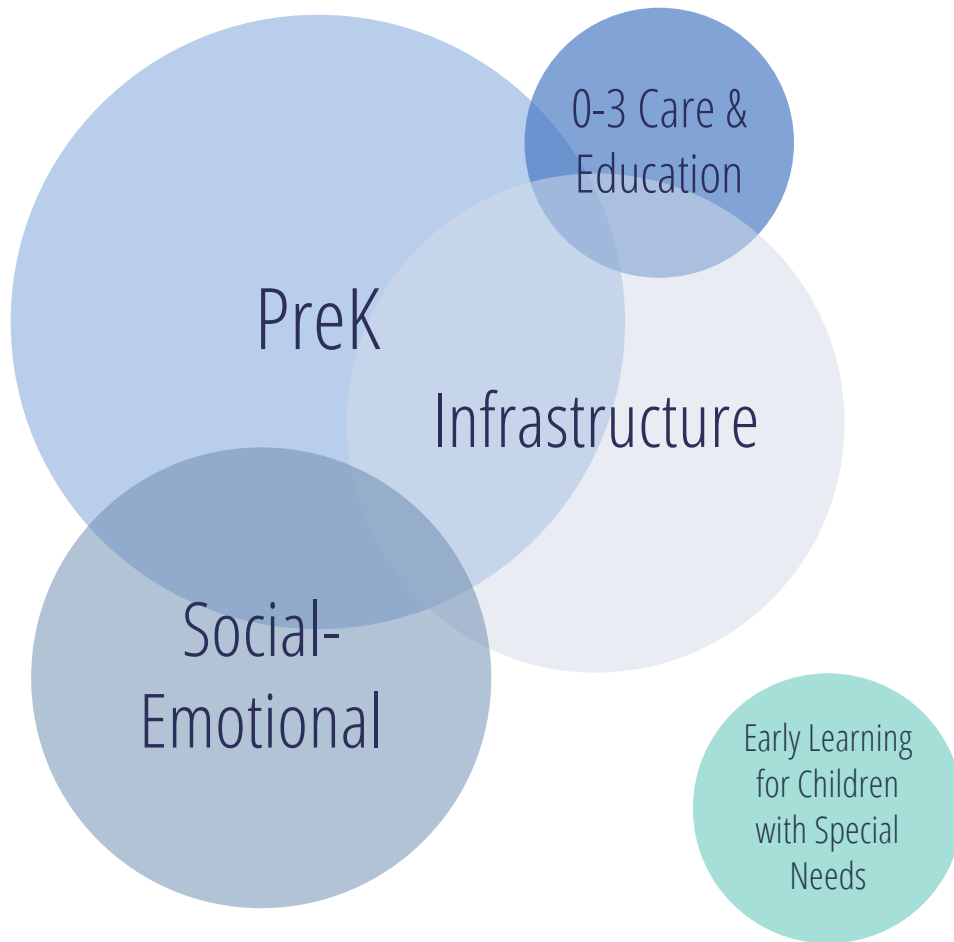 0-3 Care &
Education
PreK
Infrastructure
Social-
Emotional
Early Learning
for Children
with Special
Needs